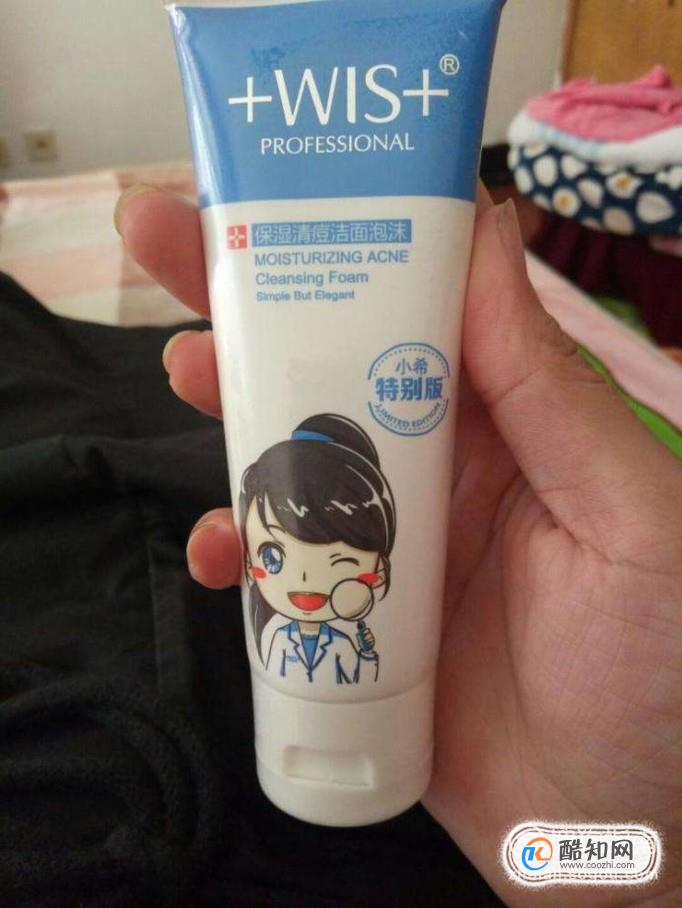 +WIS+®
PROFESSIONAL
保湿清痘洁面泡沫
MOISTURIZING ACNE
Cleansing Foam
Simple But Elegant
小希
特别版
LIMITED EDITION
酷知网
www.coozhi.com